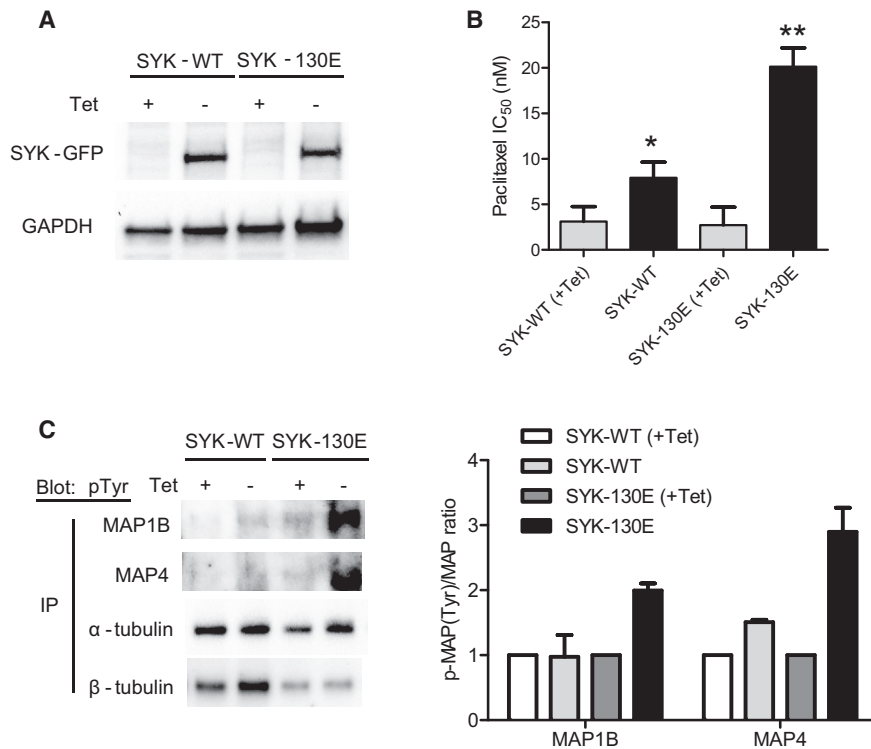 A
SYK - WT SYK - 130E
Tet + - + -
SYK - GFP
GAPDH
B
Paclitaxel IC50 (nM)
25
20
15
10
5
0
*
**
SYK-WT (+Tet)
SYK-WT
SYK-130E (+Tet)
SYK-130E
C
SYK-WT SYK-130E
Blot: pTyr Tet + - + -
MAP1B
MAP4
IP
α - tubulin
β - tubulin
SYK-WT (+Tet)
SYK-WT
SYK-130E (+Tet)
SYK-130E
p-MAP(Tyr)/MAP ratio
4
3
2
1
0
MAP1B MAP4